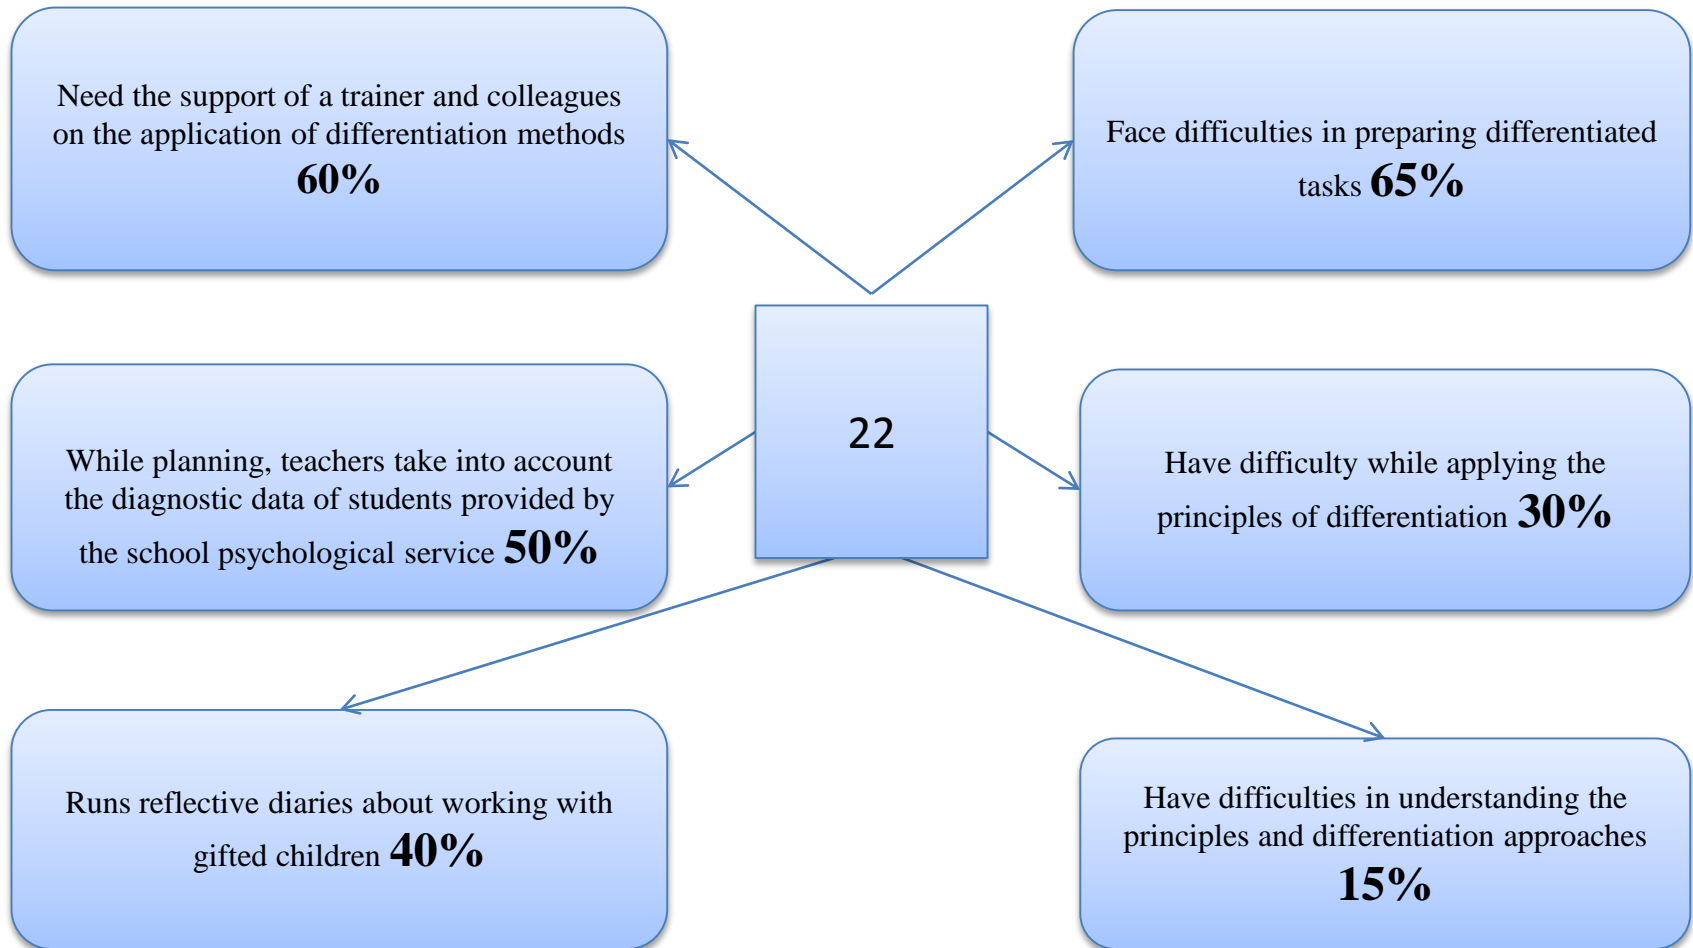 Need the support of a trainer and colleagues
on the application of differentiation methods
60%
Face difficulties in preparing differentiated
tasks 65%
22
While planning, teachers take into account
the diagnostic data of students provided by
the school psychological service 50%
Have difficulty while applying the
principles of differentiation 30%
Runs reflective diaries about working with
gifted children 40%
Have difficulties in understanding the
principles and differentiation approaches
15%